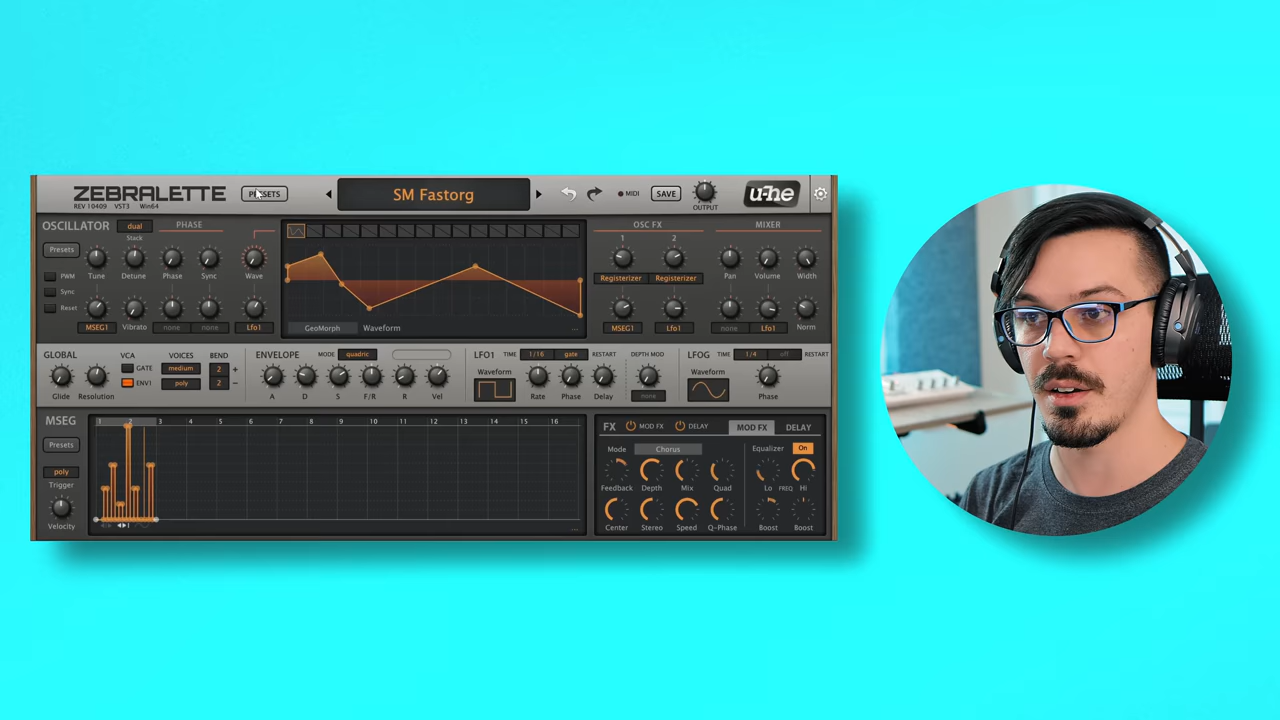 ZEBRALETTE
REV 10409 VST3 Win64
PRESETS
SM Fastorg
MIDI
SAVE
OUTPUT
u-he
OSCILLATOR
dual
Stack
PHASE
Presets
Tune Detune Phase Sync Wave
PWM
Sync
Reset
MSEG1 Vibrato none none Lfo1
GeoMorph Waveform ...
OSC FX
1 2
Registerizer Registerizer
MSEG1 Lfo1
MIXER
Pan Volume Width
none Lfo1 Norm
GLOBAL
Glide Resolution
VCA
GATE
ENV1
VOICES
medium
poly
BEND
2 +
2 −
ENVELOPE MODE quadric
A D S F/R R Vel
LFO1 TIME 1/16 gate RESTART
Waveform
Rate Phase Delay
DEPTH MOD
none
LFOG TIME 1/4 off RESTART
Waveform
Phase
MSEG
Presets
poly
Trigger
Velocity
1 2 3 4 5 6 7 8 9 10 11 12 13 14 15 16
...
FX MOD FX DELAY MOD FX DELAY
Mode Chorus Equalizer On
Feedback Depth Mix Quad Lo FREQ Hi
Center Stereo Speed Q-Phase Boost Boost